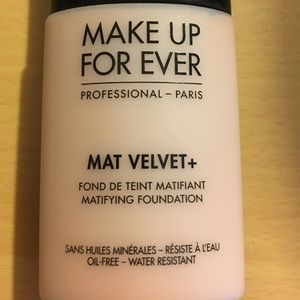 MAKE UP
FOR EVER
PROFESSIONAL – PARIS
MAT VELVET+
FOND DE TEINT MATIFIANT
MATIFYING FOUNDATION
SANS HUILES MINÉRALES – RÉSISTE À L'EAU
OIL-FREE – WATER RESISTANT